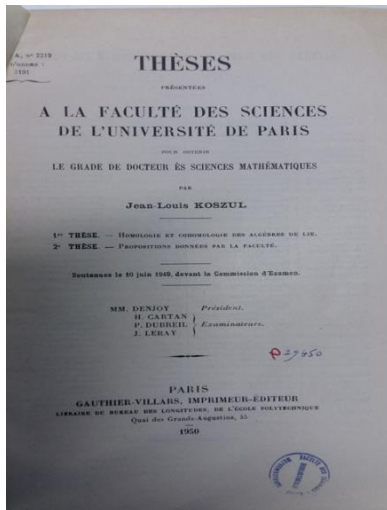 A, n° 2219
THÈSES
PRÉSENTÉES
A LA FACULTÉ DES SCIENCES
DE L'UNIVERSITÉ DE PARIS
POUR OBTENIR
LE GRADE DE DOCTEUR ÈS SCIENCES MATHÉMATIQUES
PAR
Jean-Louis KOSZUL
1re THÈSE. — HOMOLOGIE ET COHOMOLOGIE DES ALGÈBRES DE LIE.
2e THÈSE. — PROPOSITIONS DONNÉES PAR LA FACULTÉ.
Soutenues le 10 juin 1949, devant la Commission d'Examen.
MM. DENJOY Président.
H. CARTAN
P. DUBREIL Examinateurs.
J. LERAY
29450
PARIS
GAUTHIER-VILLARS, IMPRIMEUR-ÉDITEUR
LIBRAIRE DU BUREAU DES LONGITUDES, DE L'ÉCOLE POLYTECHNIQUE
Quai des Grands-Augustins, 55
1950